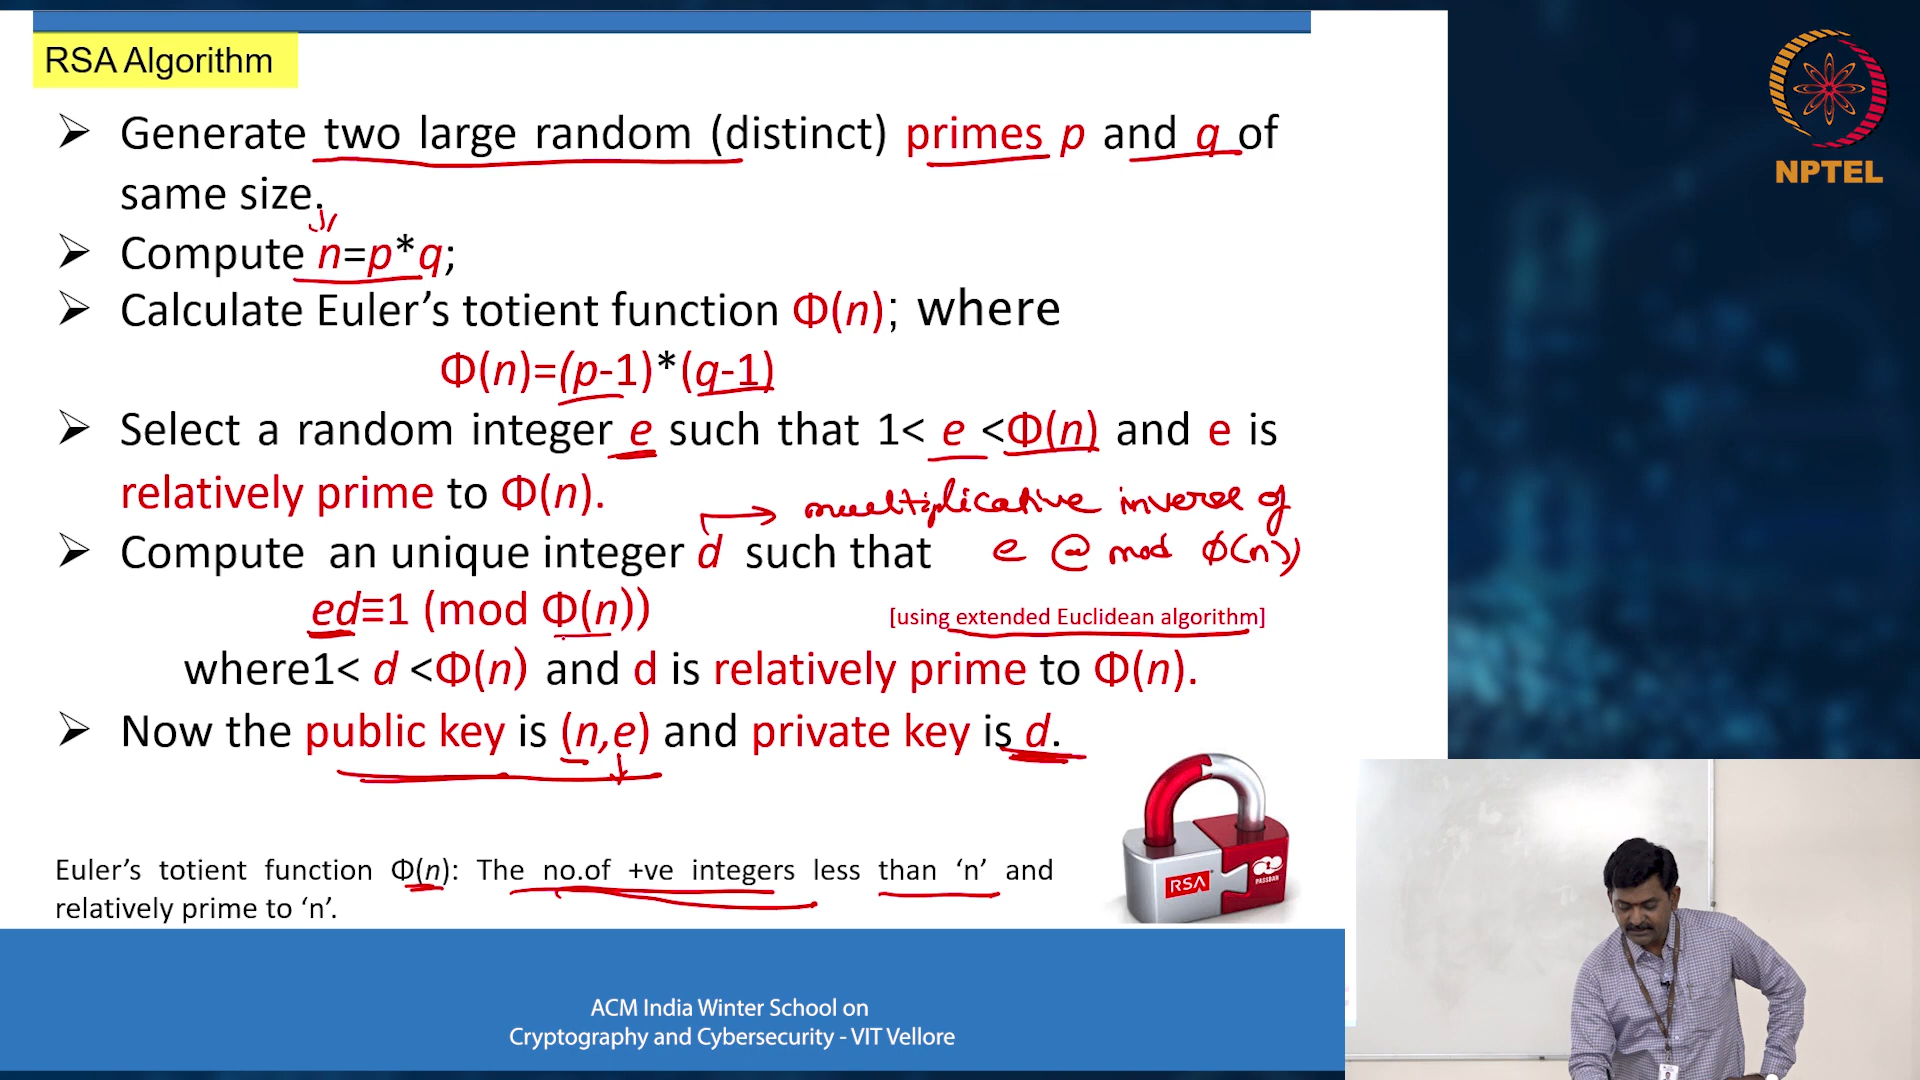 RSA Algorithm
NPTEL
➢ Generate two large random (distinct) primes p and q of
same size.
➢ Compute n=p*q;
➢ Calculate Euler’s totient function Φ(n); where
Φ(n)=(p-1)*(q-1)
➢ Select a random integer e such that 1< e <Φ(n) and e is
relatively prime to Φ(n).
multiplicative inverse of
➢ Compute an unique integer d such that
e mod Φ(n)
ed≡1 (mod Φ(n))
[using extended Euclidean algorithm]
where1< d <Φ(n) and d is relatively prime to Φ(n).
➢ Now the public key is (n,e) and private key is d.
Euler’s totient function Φ(n): The no.of +ve integers less than ‘n’ and
relatively prime to ‘n’.
RSA
ACM India Winter School on
Cryptography and Cybersecurity - VIT Vellore